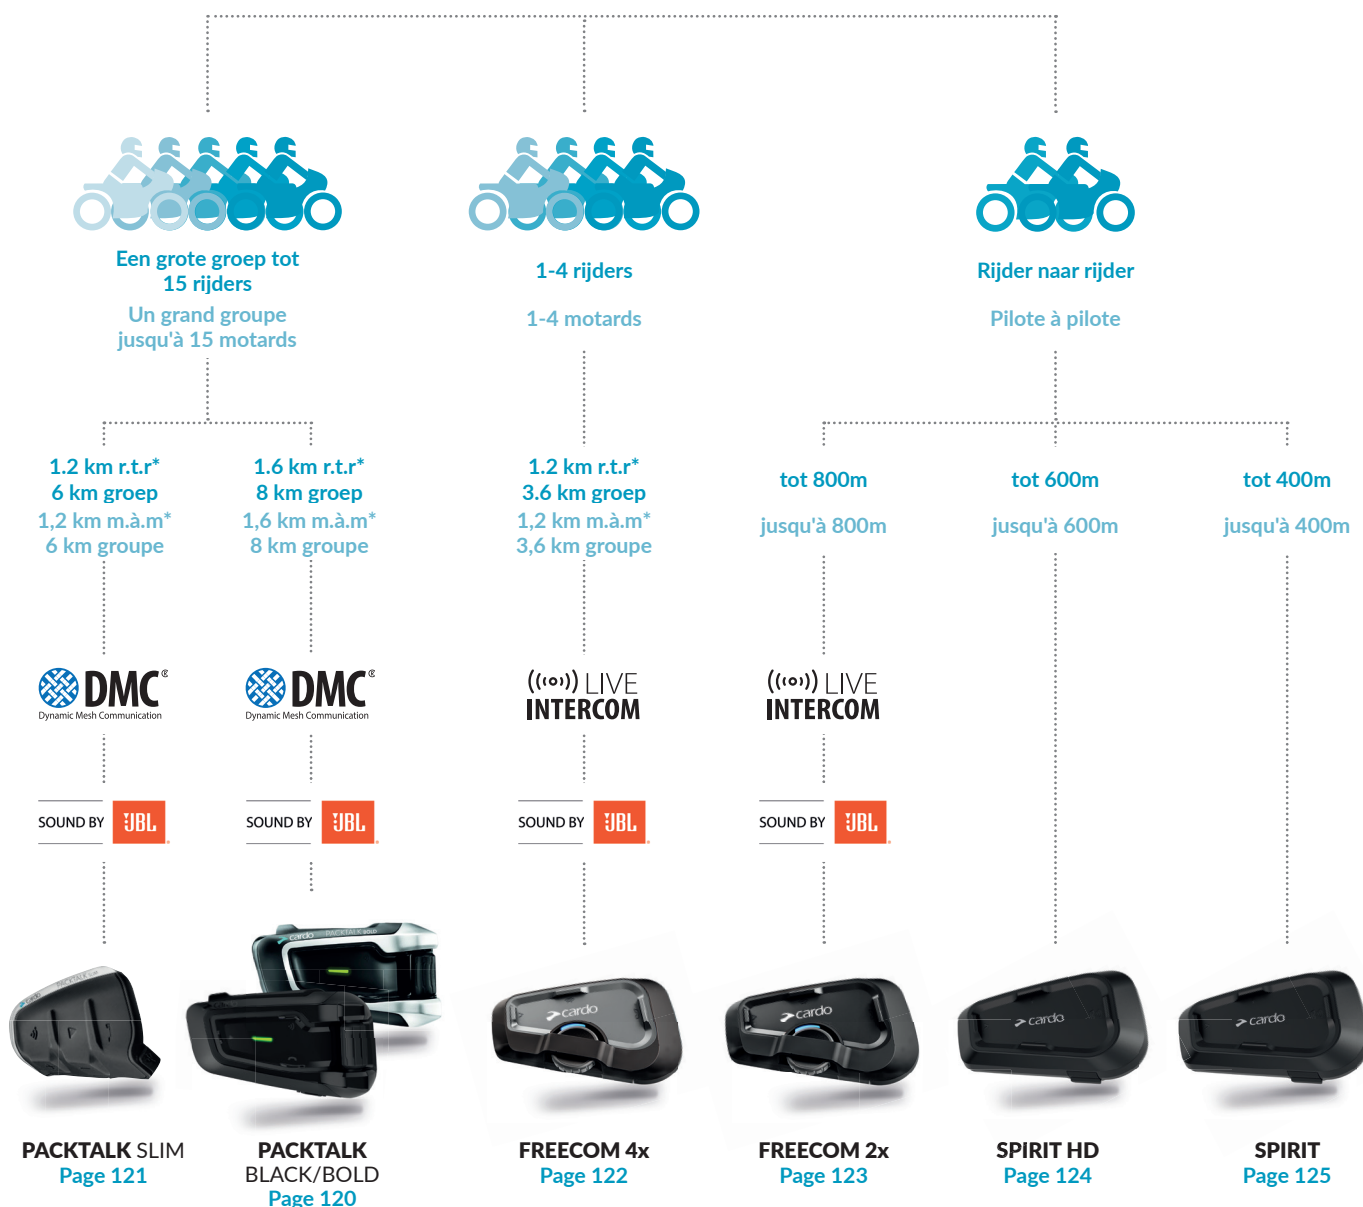 Een grote groep tot
15 rijders
Un grand groupe
jusqu'à 15 motards
1-4 rijders
1-4 motards
Rijder naar rijder
Pilote à pilote
1.2 km r.t.r*
6 km groep
1,2 km m.à.m*
6 km groupe
1.6 km r.t.r*
8 km groep
1,6 km m.à.m*
8 km groupe
1.2 km r.t.r*
3.6 km groep
1,2 km m.à.m*
3,6 km groupe
tot 800m
jusqu'à 800m
tot 600m
jusqu'à 600m
tot 400m
jusqu'à 400m
DMC
Dynamic Mesh Communication
DMC
Dynamic Mesh Communication
LIVE
INTERCOM
LIVE
INTERCOM
SOUND BY JBL
SOUND BY JBL
SOUND BY JBL
SOUND BY JBL
cardo PACKTALK SLIM
cardo PACKTALK BOLD
cardo
cardo
cardo
cardo
PACKTALK SLIM
Page 121
PACKTALK
BLACK/BOLD
Page 120
FREECOM 4x
Page 122
FREECOM 2x
Page 123
SPIRIT HD
Page 124
SPIRIT
Page 125